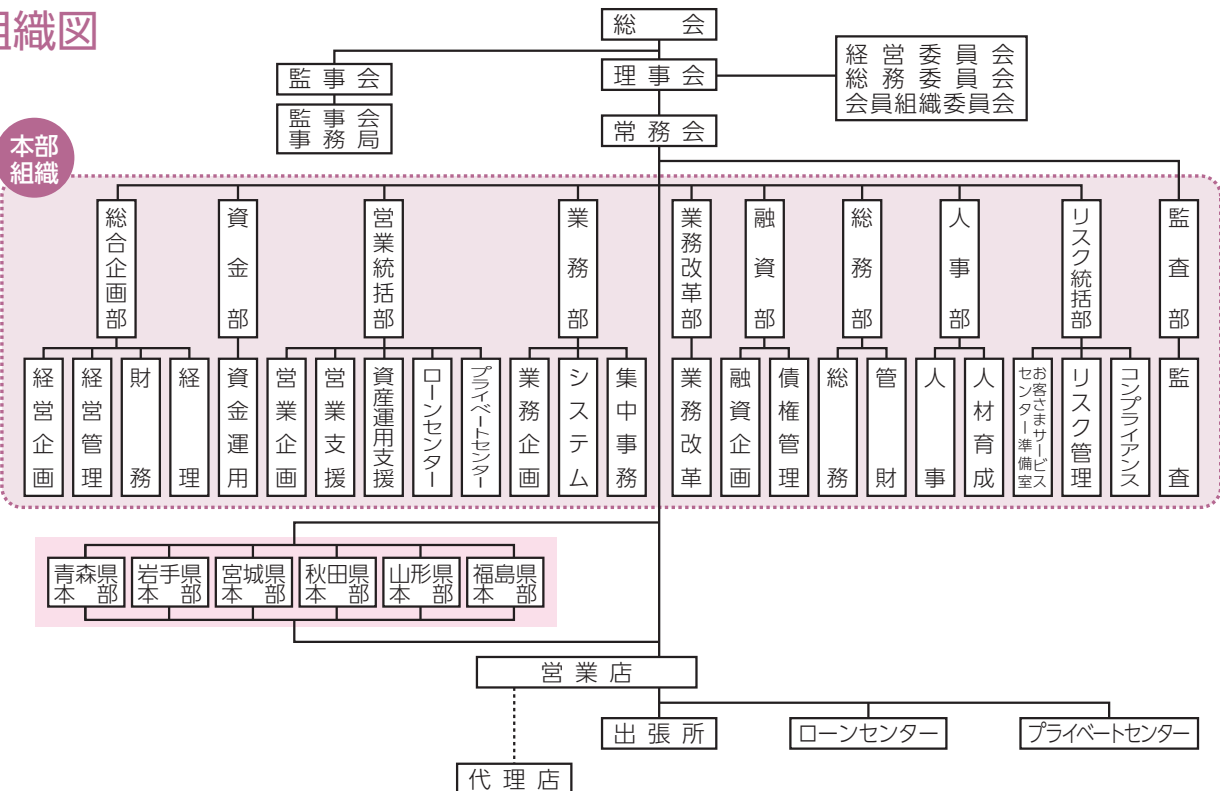 組織図
総会
監事会
理事会
経営委員会
総務委員会
会員組織委員会
監事会
事務局
常務会
本部
組織
総合企画部
資金部
営業統括部
業務部
業務改革部
融資部
総務部
人事部
リスク統括部
監査部
経営企画
経営管理
財務
経理
資金運用
営業企画
営業支援
資産運用支援
ローンセンター
プライベートセンター
業務企画
システム
集中事務
業務改革
融資企画
債権管理
総務
管財
人事
人材育成
お客さまサービス
センター準備室
リスク管理
コンプライアンス
監査
青森県
本部
岩手県
本部
宮城県
本部
秋田県
本部
山形県
本部
福島県
本部
営業店
出張所
ローンセンター
プライベートセンター
代理店